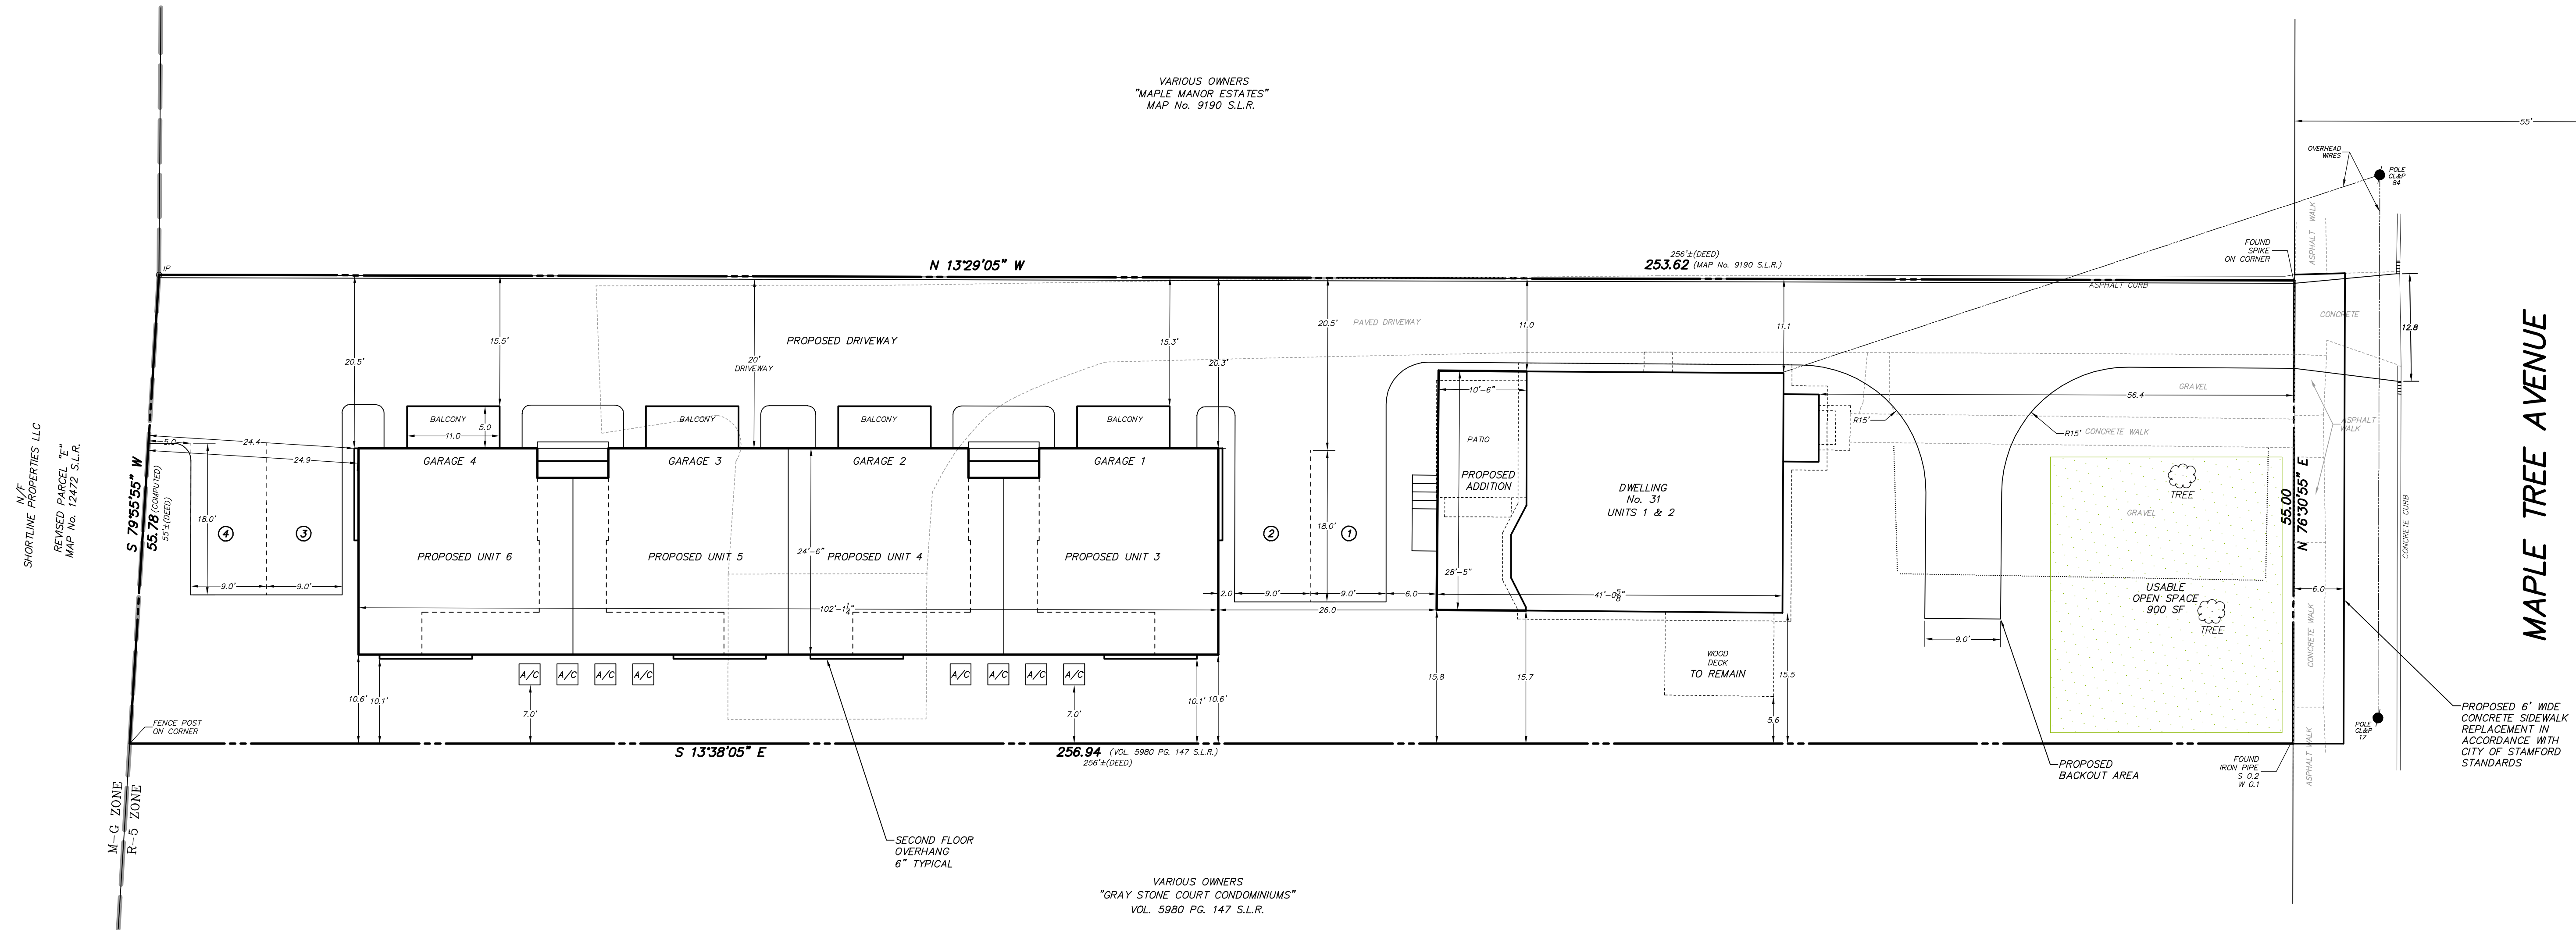 VARIOUS OWNERS
"MAPLE MANOR ESTATES"
MAP No. 9190 S.L.R.
55'
OVERHEAD
WIRES
POLE
CL&P
84
ASPHALT WALK
FOUND
SPIKE
ON CORNER
IP
N 13°29'05" W
256'±(DEED)
253.62 (MAP No. 9190 S.L.R.)
ASPHALT CURB
CONCRETE
12.8
MAPLE TREE AVENUE
N/F
SHORTLINE PROPERTIES LLC
REVISED PARCEL "E"
MAP No. 12472 S.L.R.
S 79°55'55" W
55.78 (COMPUTED)
55'±(DEED)
20.5'
15.5'
PROPOSED DRIVEWAY
20'
DRIVEWAY
15.3'
20.3'
20.5'
PAVED DRIVEWAY
11.0
11.1
BALCONY
BALCONY
BALCONY
BALCONY
11.0
5.0
5.0
24.4
24.9
GARAGE 4
GARAGE 3
GARAGE 2
GARAGE 1
18.0'
4
3
9.0'
9.0'
PROPOSED UNIT 6
PROPOSED UNIT 5
PROPOSED UNIT 4
PROPOSED UNIT 3
24'-6"
102'-1 1/4"
2
1
18.0'
2.0
9.0'
9.0'
6.0
26.0
10'-6"
PATIO
PROPOSED
ADDITION
28'-5"
DWELLING
No. 31
UNITS 1 & 2
41'-0 5/8"
R15'
R15'
56.4
GRAVEL
CONCRETE WALK
ASPHALT
WALK
TREE
GRAVEL
USABLE
OPEN SPACE
900 SF
TREE
55.00
N 76°30'55" E
6.0
CONCRETE CURB
CONCRETE WALK
ASPHALT WALK
9.0'
WOOD
DECK
TO REMAIN
5.6
15.8
15.7
15.5
A/C
A/C
A/C
A/C
A/C
A/C
A/C
A/C
10.6'
10.1'
7.0'
7.0'
10.1'
10.6'
FENCE POST
ON CORNER
S 13°38'05" E
256.94 (VOL. 5980 PG. 147 S.L.R.)
256'±(DEED)
PROPOSED
BACKOUT AREA
FOUND
IRON PIPE
S 0.2
W 0.1
POLE
CL&P
17
PROPOSED 6' WIDE
CONCRETE SIDEWALK
REPLACEMENT IN
ACCORDANCE WITH
CITY OF STAMFORD
STANDARDS
M-G ZONE
R-5 ZONE
SECOND FLOOR
OVERHANG
6" TYPICAL
VARIOUS OWNERS
"GRAY STONE COURT CONDOMINIUMS"
VOL. 5980 PG. 147 S.L.R.